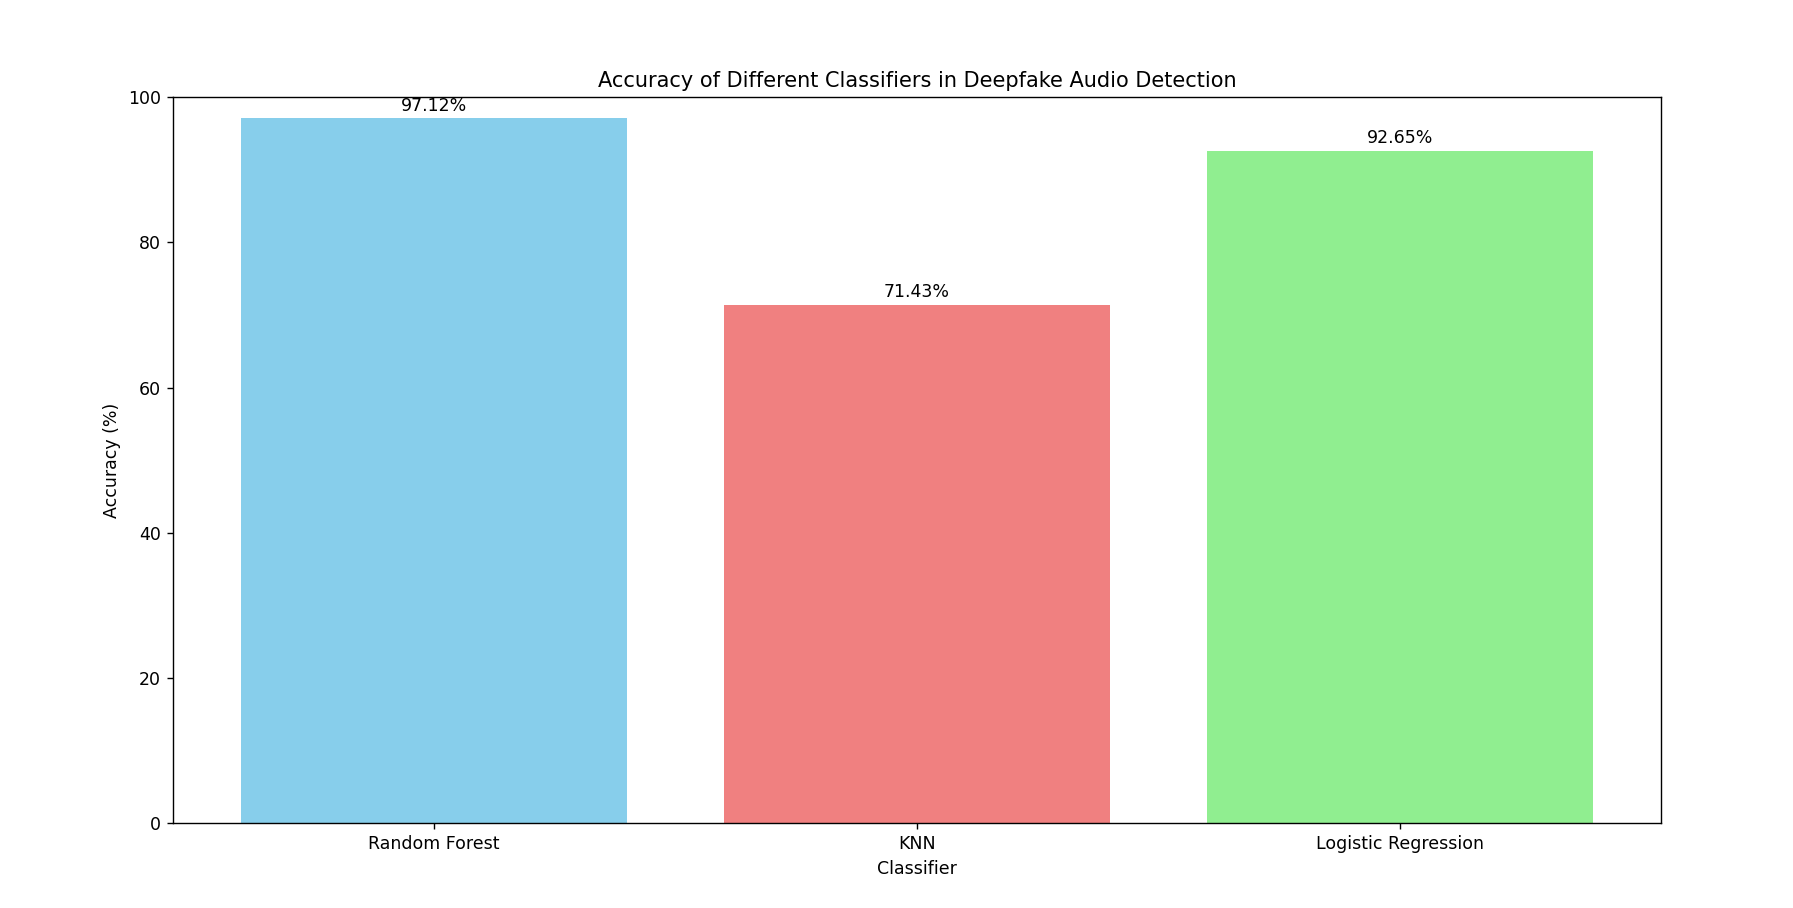 Accuracy of Different Classifiers in Deepfake Audio Detection
100
80
60
40
20
0
Accuracy (%)
97.12%
71.43%
92.65%
Random Forest
KNN
Logistic Regression
Classifier